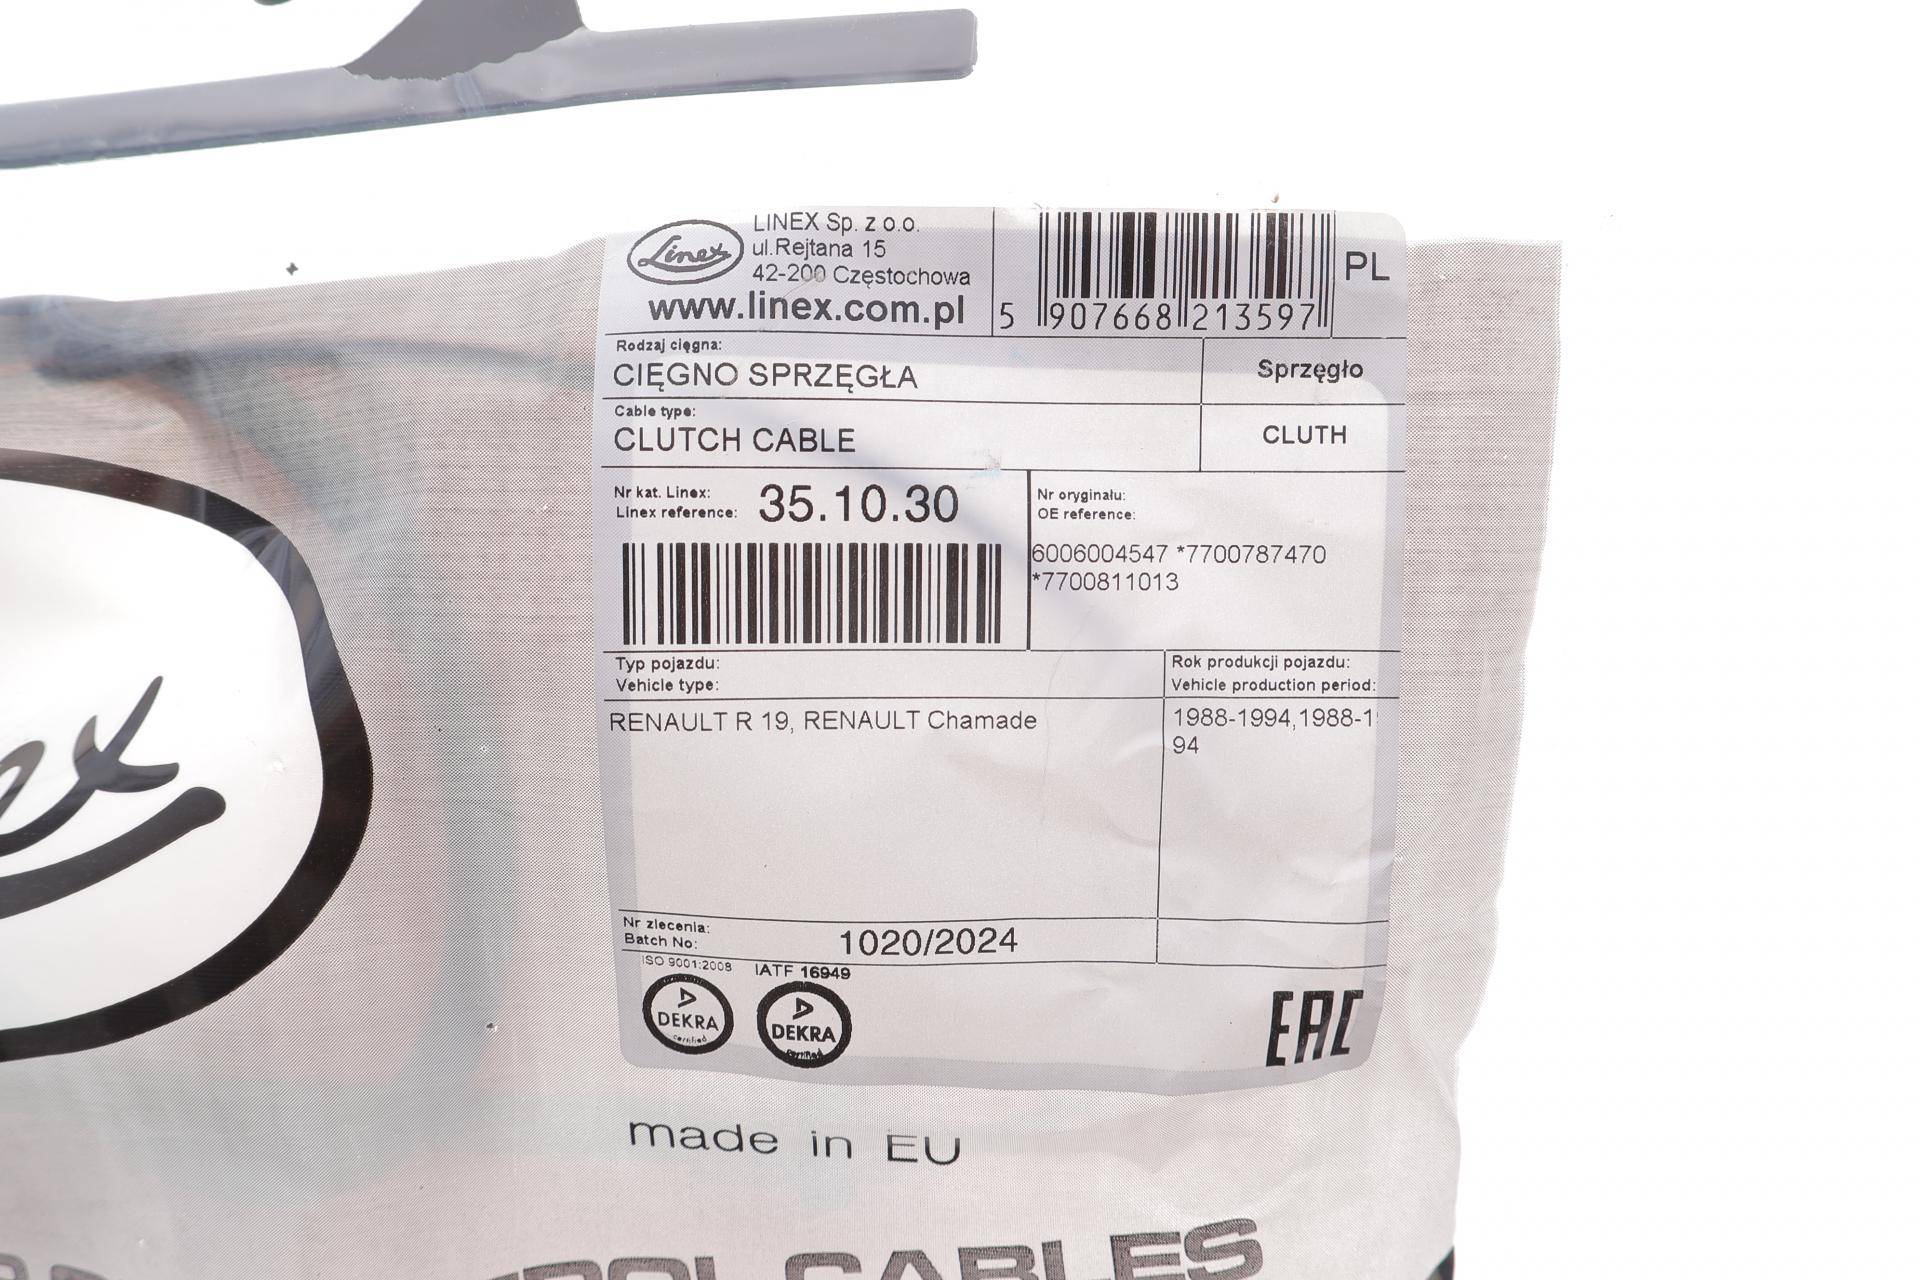 Linex
LINEX Sp. z o.o.
ul.Rejtana 15
42-200 Częstochowa
www.linex.com.pl
5 907668 213597
PL
Rodzaj cięgna:
CIĘGNO SPRZĘGŁA
Sprzęgło
Cable type:
CLUTCH CABLE
CLUTH
Nr kat. Linex:
Linex reference: 35.10.30
Nr oryginału:
OE reference:
6006004547 *7700787470
*7700811013
Typ pojazdu:
Vehicle type:
Rok produkcji pojazdu:
Vehicle production period:
RENAULT R 19, RENAULT Chamade
1988-1994,1988-1
94
Nr zlecenia:
Batch No: 1020/2024
ISO 9001:2008 IATF 16949
DEKRA
certified
DEKRA
certified
EAC
made in EU
CABLES